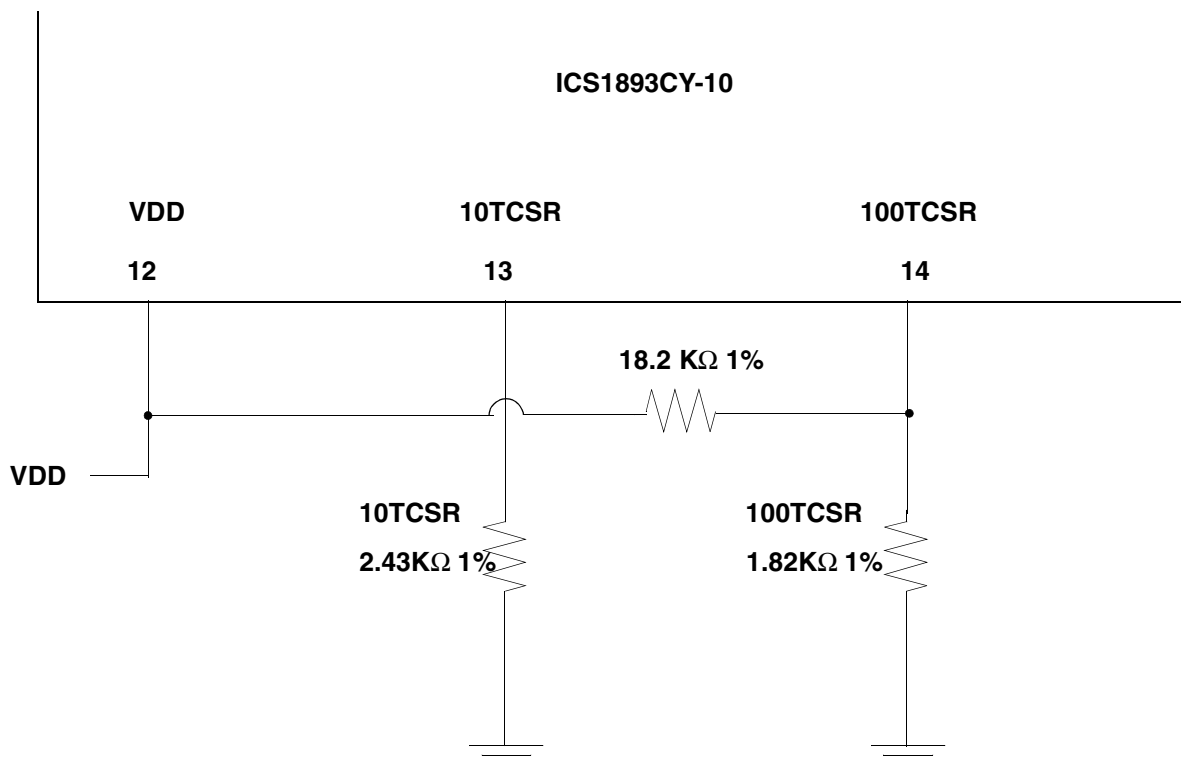 ICS1893CY-10
VDD
10TCSR
100TCSR
12
13
14
18.2 KΩ 1%
VDD
10TCSR
2.43KΩ 1%
100TCSR
1.82KΩ 1%